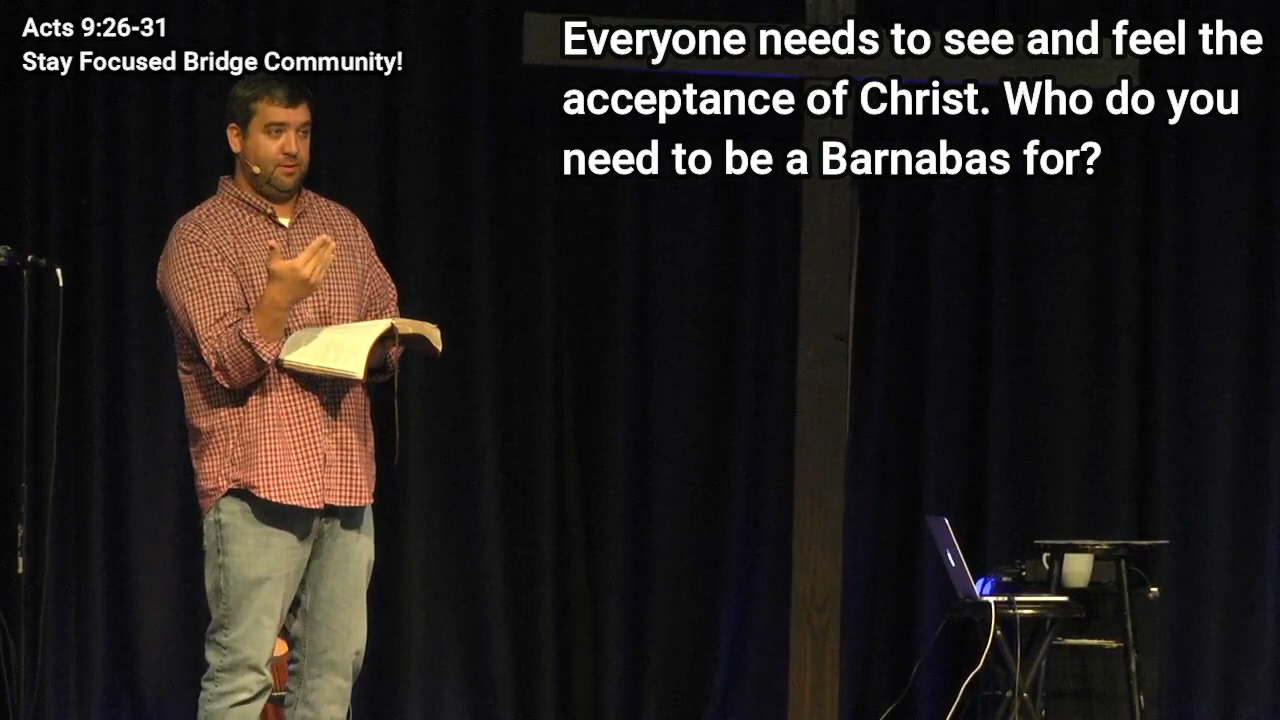 Acts 9:26-31
Stay Focused Bridge Community!
Everyone needs to see and feel the
acceptance of Christ. Who do you
need to be a Barnabas for?